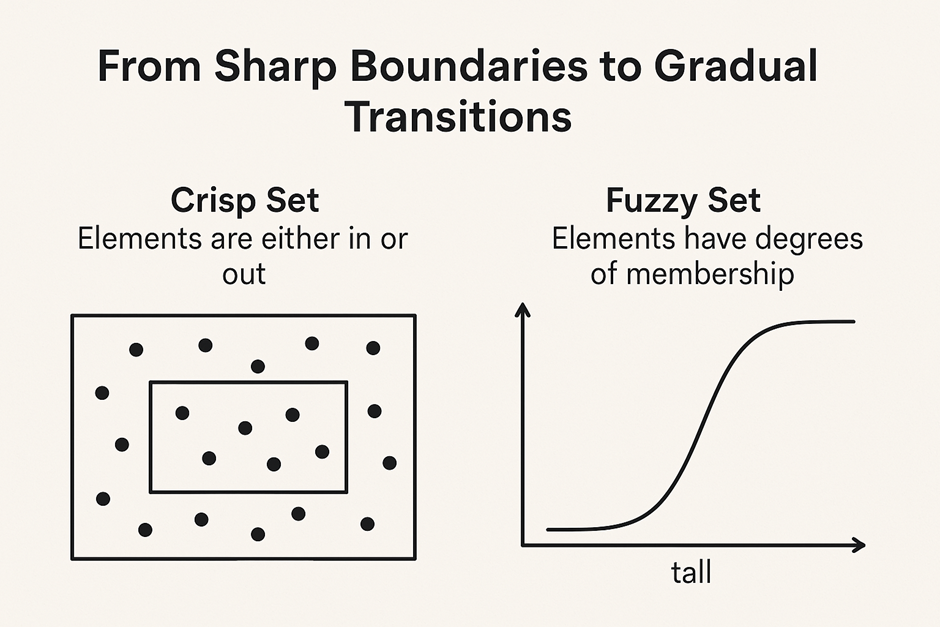 From Sharp Boundaries to Gradual
Transitions
Crisp Set
Elements are either in or
out
Fuzzy Set
Elements have degrees
of membership
tall